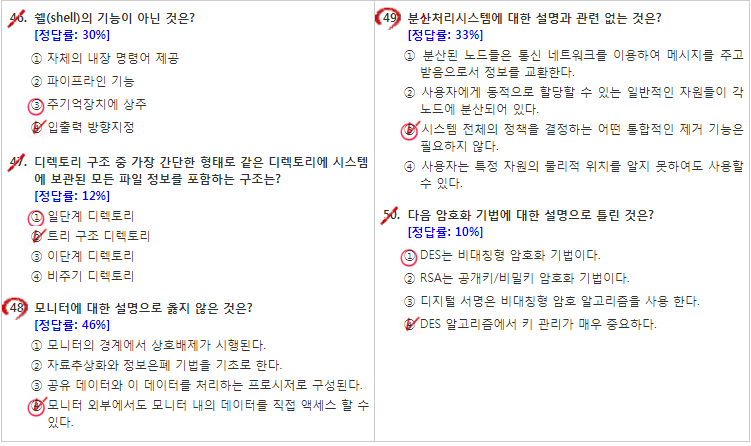 46. 쉘(shell)의 기능이 아닌 것은?
[정답률: 30%]
① 자체의 내장 명령어 제공
② 파이프라인 기능
③ 주기억장치에 상주
④ 입출력 방향지정
47. 디렉토리 구조 중 가장 간단한 형태로 같은 디렉토리에 시스템
에 보관된 모든 파일 정보를 포함하는 구조는?
[정답률: 12%]
① 일단계 디렉토리
② 트리 구조 디렉토리
③ 이단계 디렉토리
④ 비주기 디렉토리
48. 모니터에 대한 설명으로 옳지 않은 것은?
[정답률: 46%]
① 모니터의 경계에서 상호배제가 시행된다.
② 자료추상화와 정보은폐 기법을 기초로 한다.
③ 공유 데이터와 이 데이터를 처리하는 프로시저로 구성된다.
④ 모니터 외부에서도 모니터 내의 데이터를 직접 액세스 할 수
있다.
49. 분산처리시스템에 대한 설명과 관련 없는 것은?
[정답률: 33%]
① 분산된 노드들은 통신 네트워크를 이용하여 메시지를 주고
받음으로서 정보를 교환한다.
② 사용자에게 동적으로 할당할 수 있는 일반적인 자원들이 각
노드에 분산되어 있다.
③ 시스템 전체의 정책을 결정하는 어떤 통합적인 제거 기능은
필요하지 않다.
④ 사용자는 특정 자원의 물리적 위치를 알지 못하여도 사용할
수 있다.
50. 다음 암호화 기법에 대한 설명으로 틀린 것은?
[정답률: 10%]
① DES는 비대칭형 암호화 기법이다.
② RSA는 공개키/비밀키 암호화 기법이다.
③ 디지털 서명은 비대칭형 암호 알고리즘을 사용 한다.
④ DES 알고리즘에서 키 관리가 매우 중요하다.